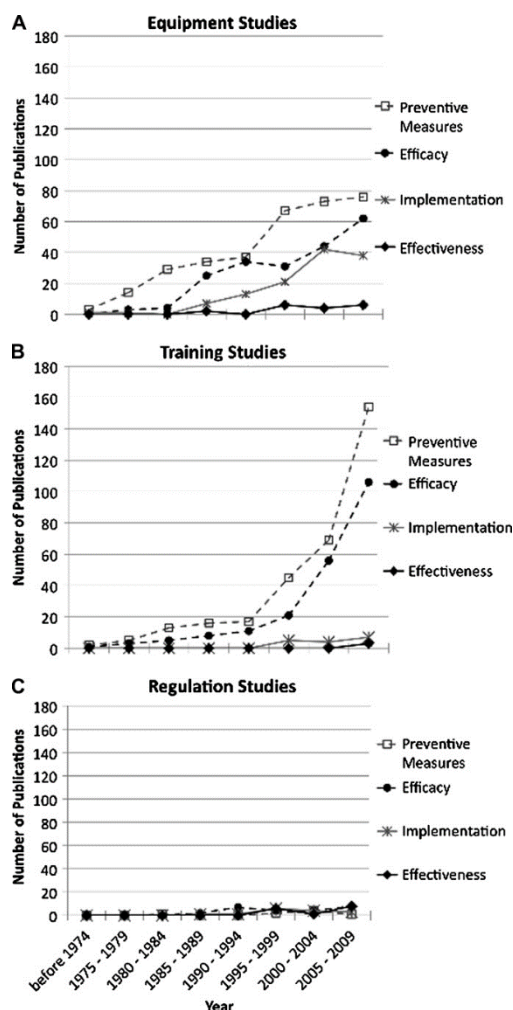 A
Equipment Studies
Number of Publications
180
160
140
120
100
80
60
40
20
0
Preventive
Measures
Efficacy
Implementation
Effectiveness
B
Training Studies
Number of Publications
180
160
140
120
100
80
60
40
20
0
Preventive
Measures
Efficacy
Implementation
Effectiveness
C
Regulation Studies
Number of Publications
180
160
140
120
100
80
60
40
20
0
Preventive
Measures
Efficacy
Implementation
Effectiveness
before 1974
1975 - 1979
1980 - 1984
1985 - 1989
1990 - 1994
1995 - 1999
2000 - 2004
2005 - 2009
Year